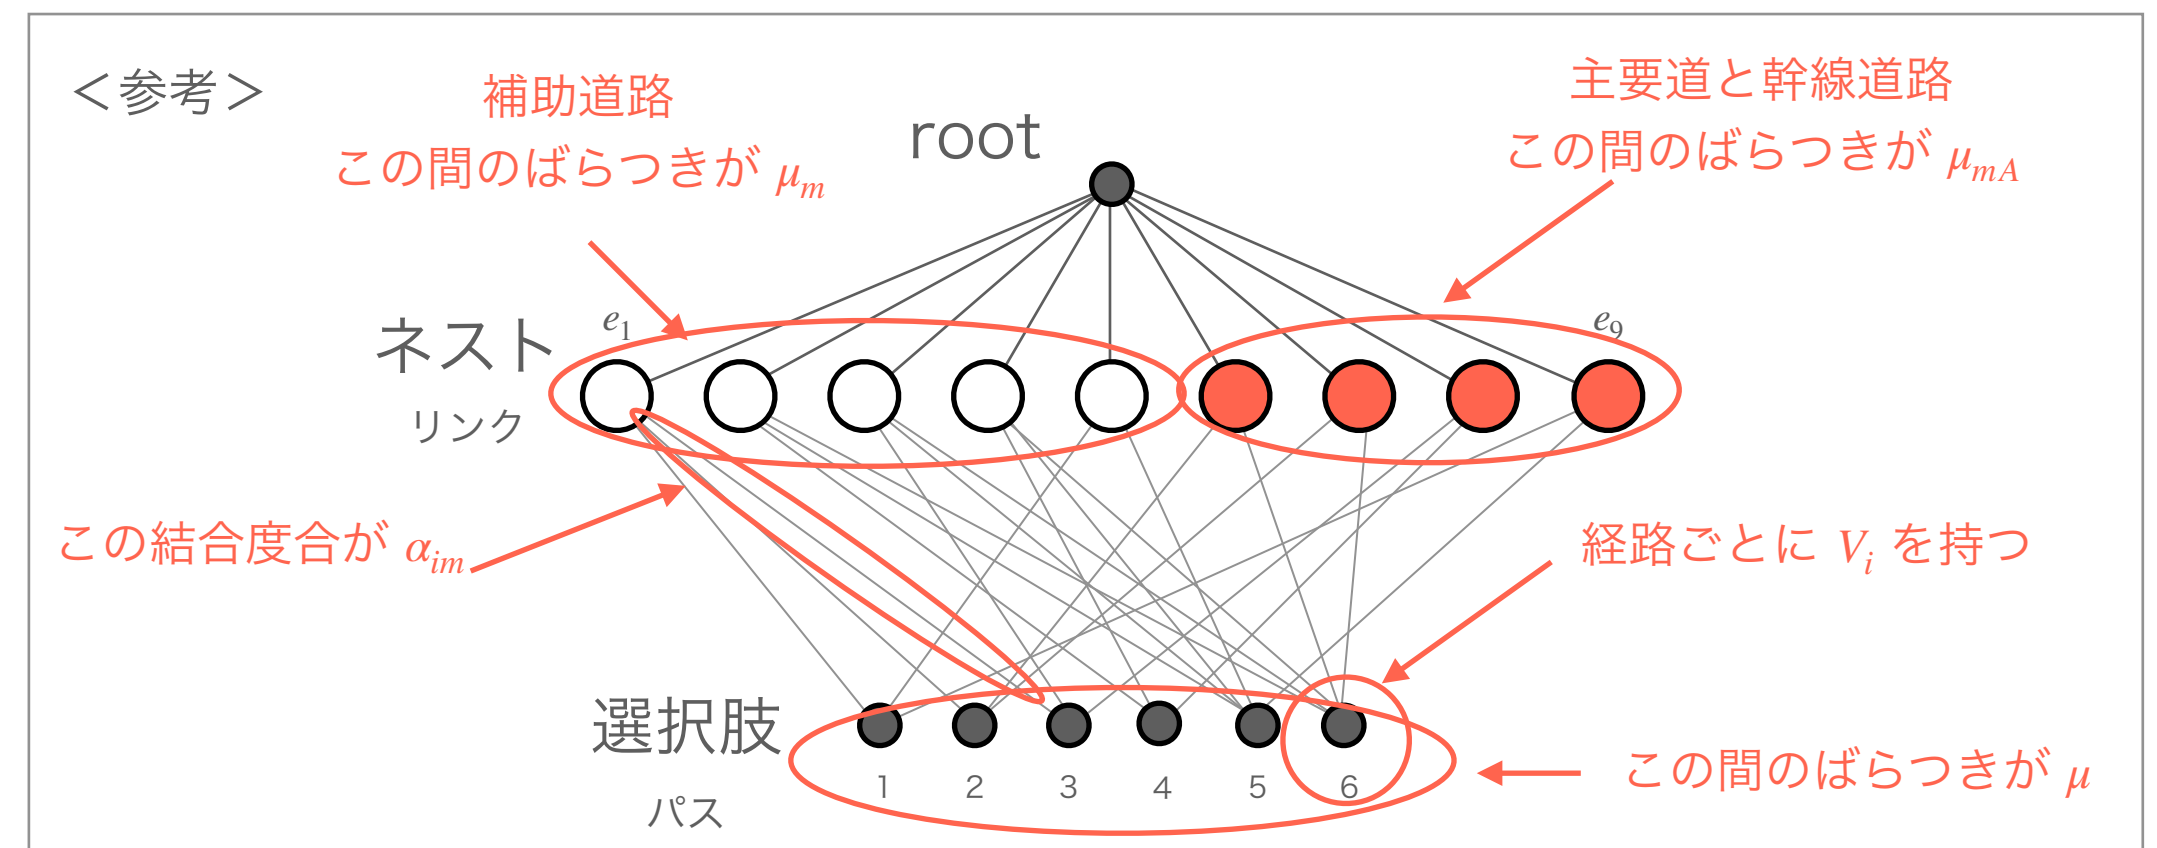 ＜参考＞
補助道路
この間のばらつきが μm
root
主要道と幹線道路
この間のばらつきが μmA
ネスト
リンク
e1
e9
この結合度合が αim
経路ごとに Vi を持つ
選択肢
パス
1 2 3 4 5 6
この間のばらつきが μ